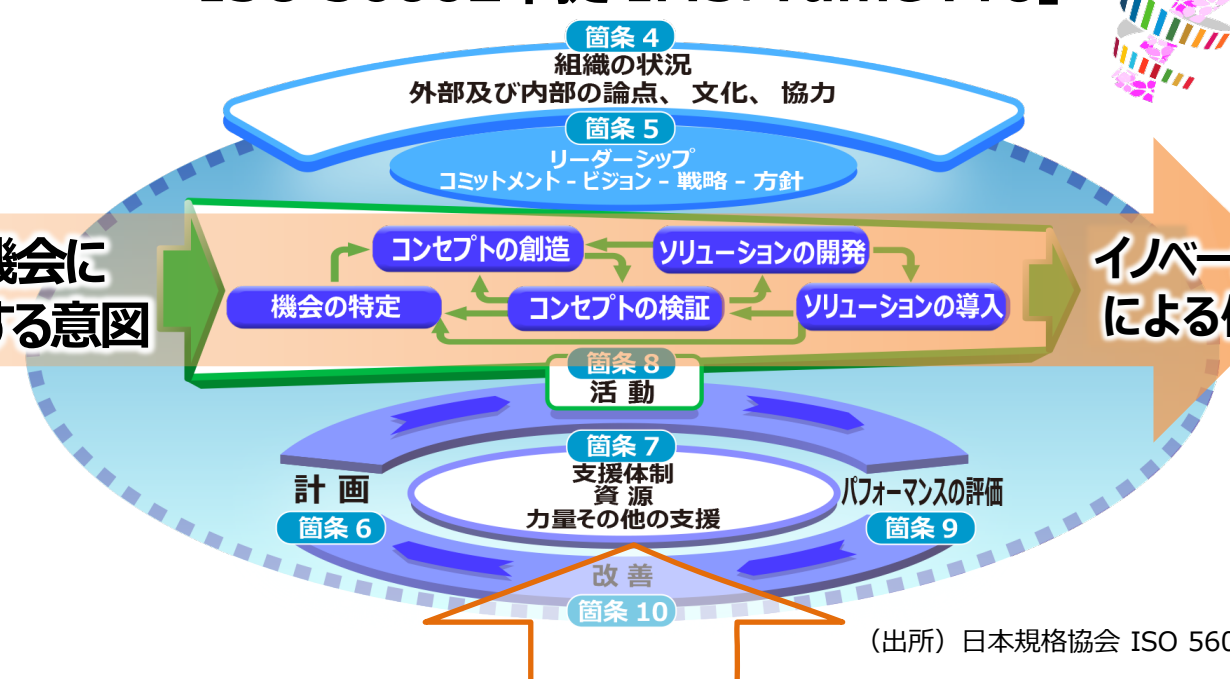 箇条 4
組織の状況
外部及び内部の論点、文化、協力
箇条 5
リーダーシップ
コミットメント – ビジョン – 戦略 – 方針
機会に
する意図
コンセプトの創造
ソリューションの開発
機会の特定
コンセプトの検証
ソリューションの導入
イノベー
による
箇条 8
活 動
箇条 7
支援体制
資 源
力量その他の支援
計 画
箇条 6
パフォーマンスの評価
箇条 9
改 善
箇条 10
（出所）日本規格協会 ISO 560